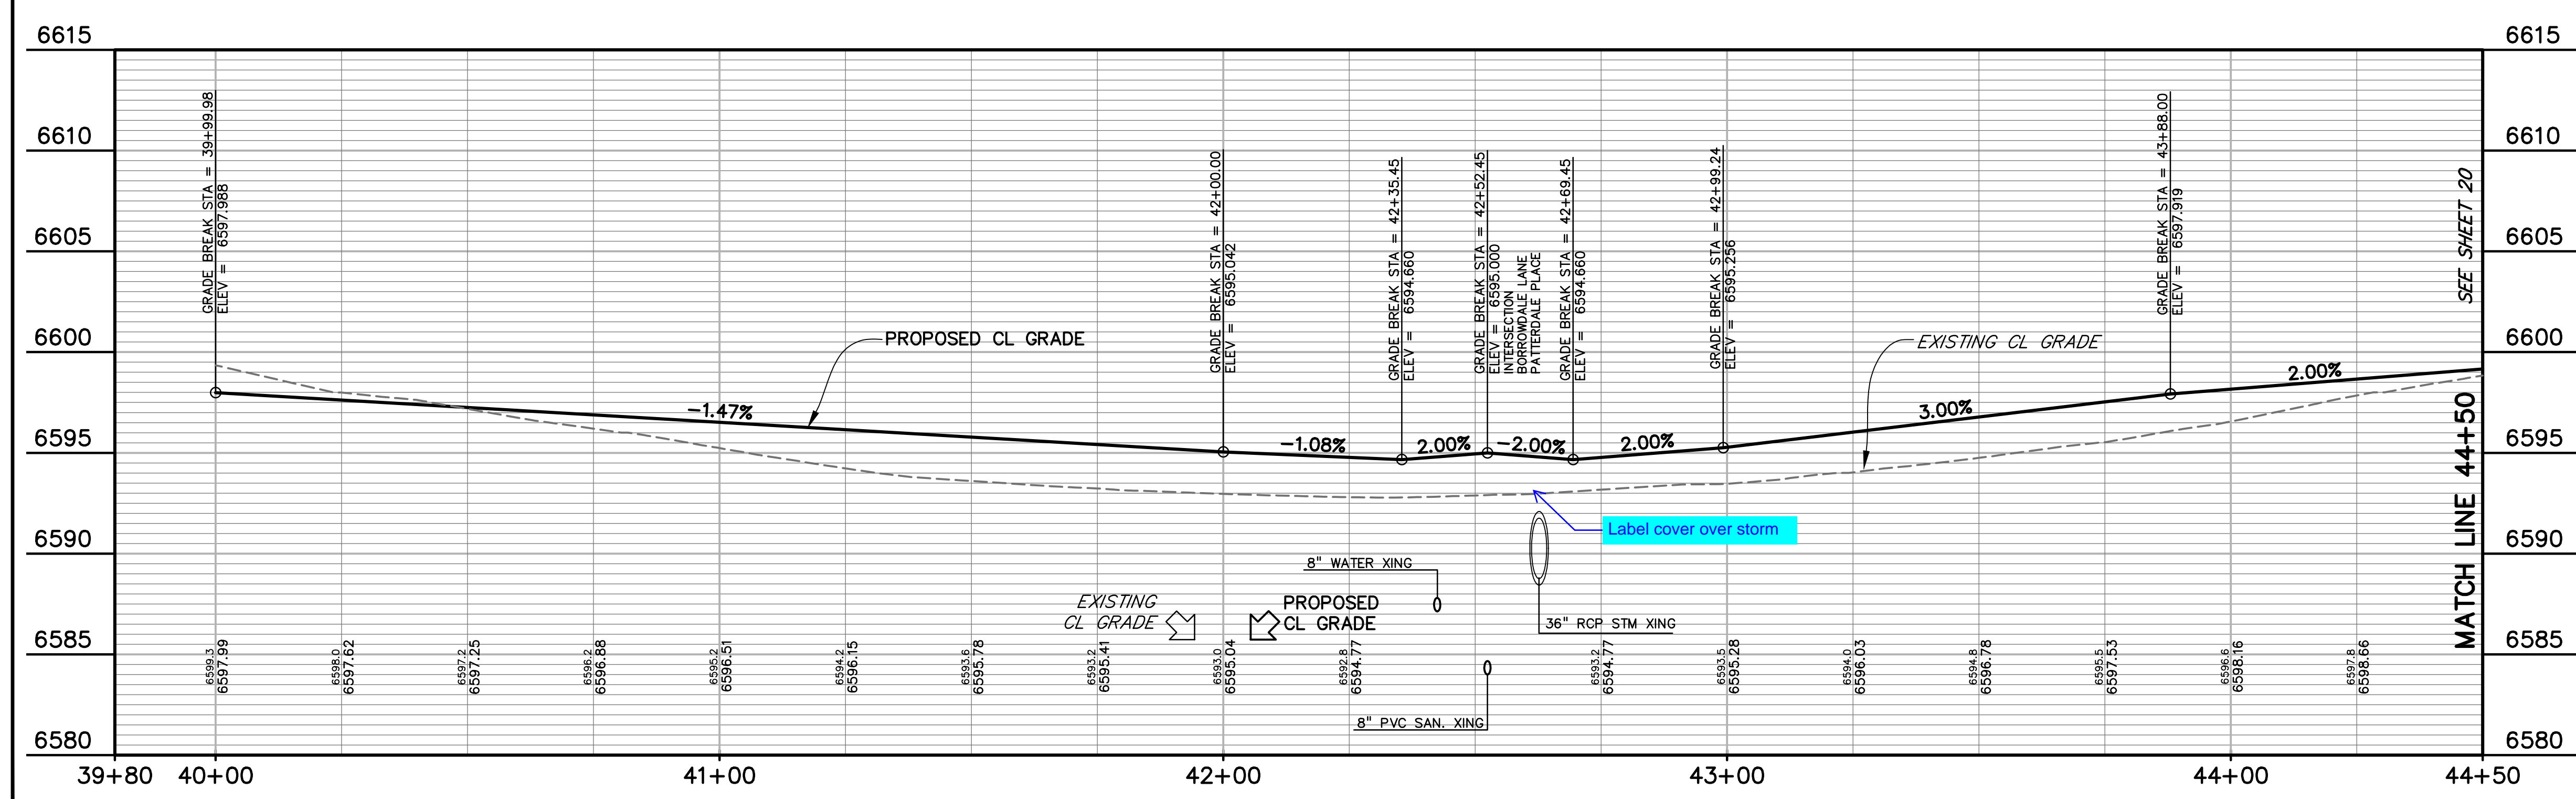 6615
6610
6605
6600
6595
6590
6585
6580
GRADE BREAK STA = 39+99.98
ELEV = 6597.988
GRADE BREAK STA = 42+00.00
ELEV = 6595.042
GRADE BREAK STA = 42+35.45
ELEV = 6594.660
GRADE BREAK STA = 42+52.45
ELEV = 6595.000
INTERSECTION
BORROWDALE LANE
PATTERDALE PLACE
GRADE BREAK STA = 42+69.45
ELEV = 6594.660
GRADE BREAK STA = 42+99.24
ELEV = 6595.256
GRADE BREAK STA = 43+88.00
ELEV = 6597.919
PROPOSED CL GRADE
EXISTING CL GRADE
-1.47%
-1.08%
2.00%
-2.00%
2.00%
3.00%
2.00%
Label cover over storm
8" WATER XING
EXISTING
CL GRADE
PROPOSED
CL GRADE
36" RCP STM XING
8" PVC SAN. XING
6599.3
6597.99
6598.0
6597.62
6597.2
6597.25
6596.2
6596.88
6595.2
6596.51
6594.2
6596.15
6593.6
6595.78
6593.2
6595.41
6593.0
6595.04
6592.8
6594.77
6593.2
6594.77
6593.5
6595.28
6594.0
6596.03
6594.8
6596.78
6595.5
6597.53
6596.6
6598.16
6597.8
6598.66
MATCH LINE 44+50
SEE SHEET 20
6615
6610
6605
6600
6595
6590
6585
6580
39+80
40+00
41+00
42+00
43+00
44+00
44+50